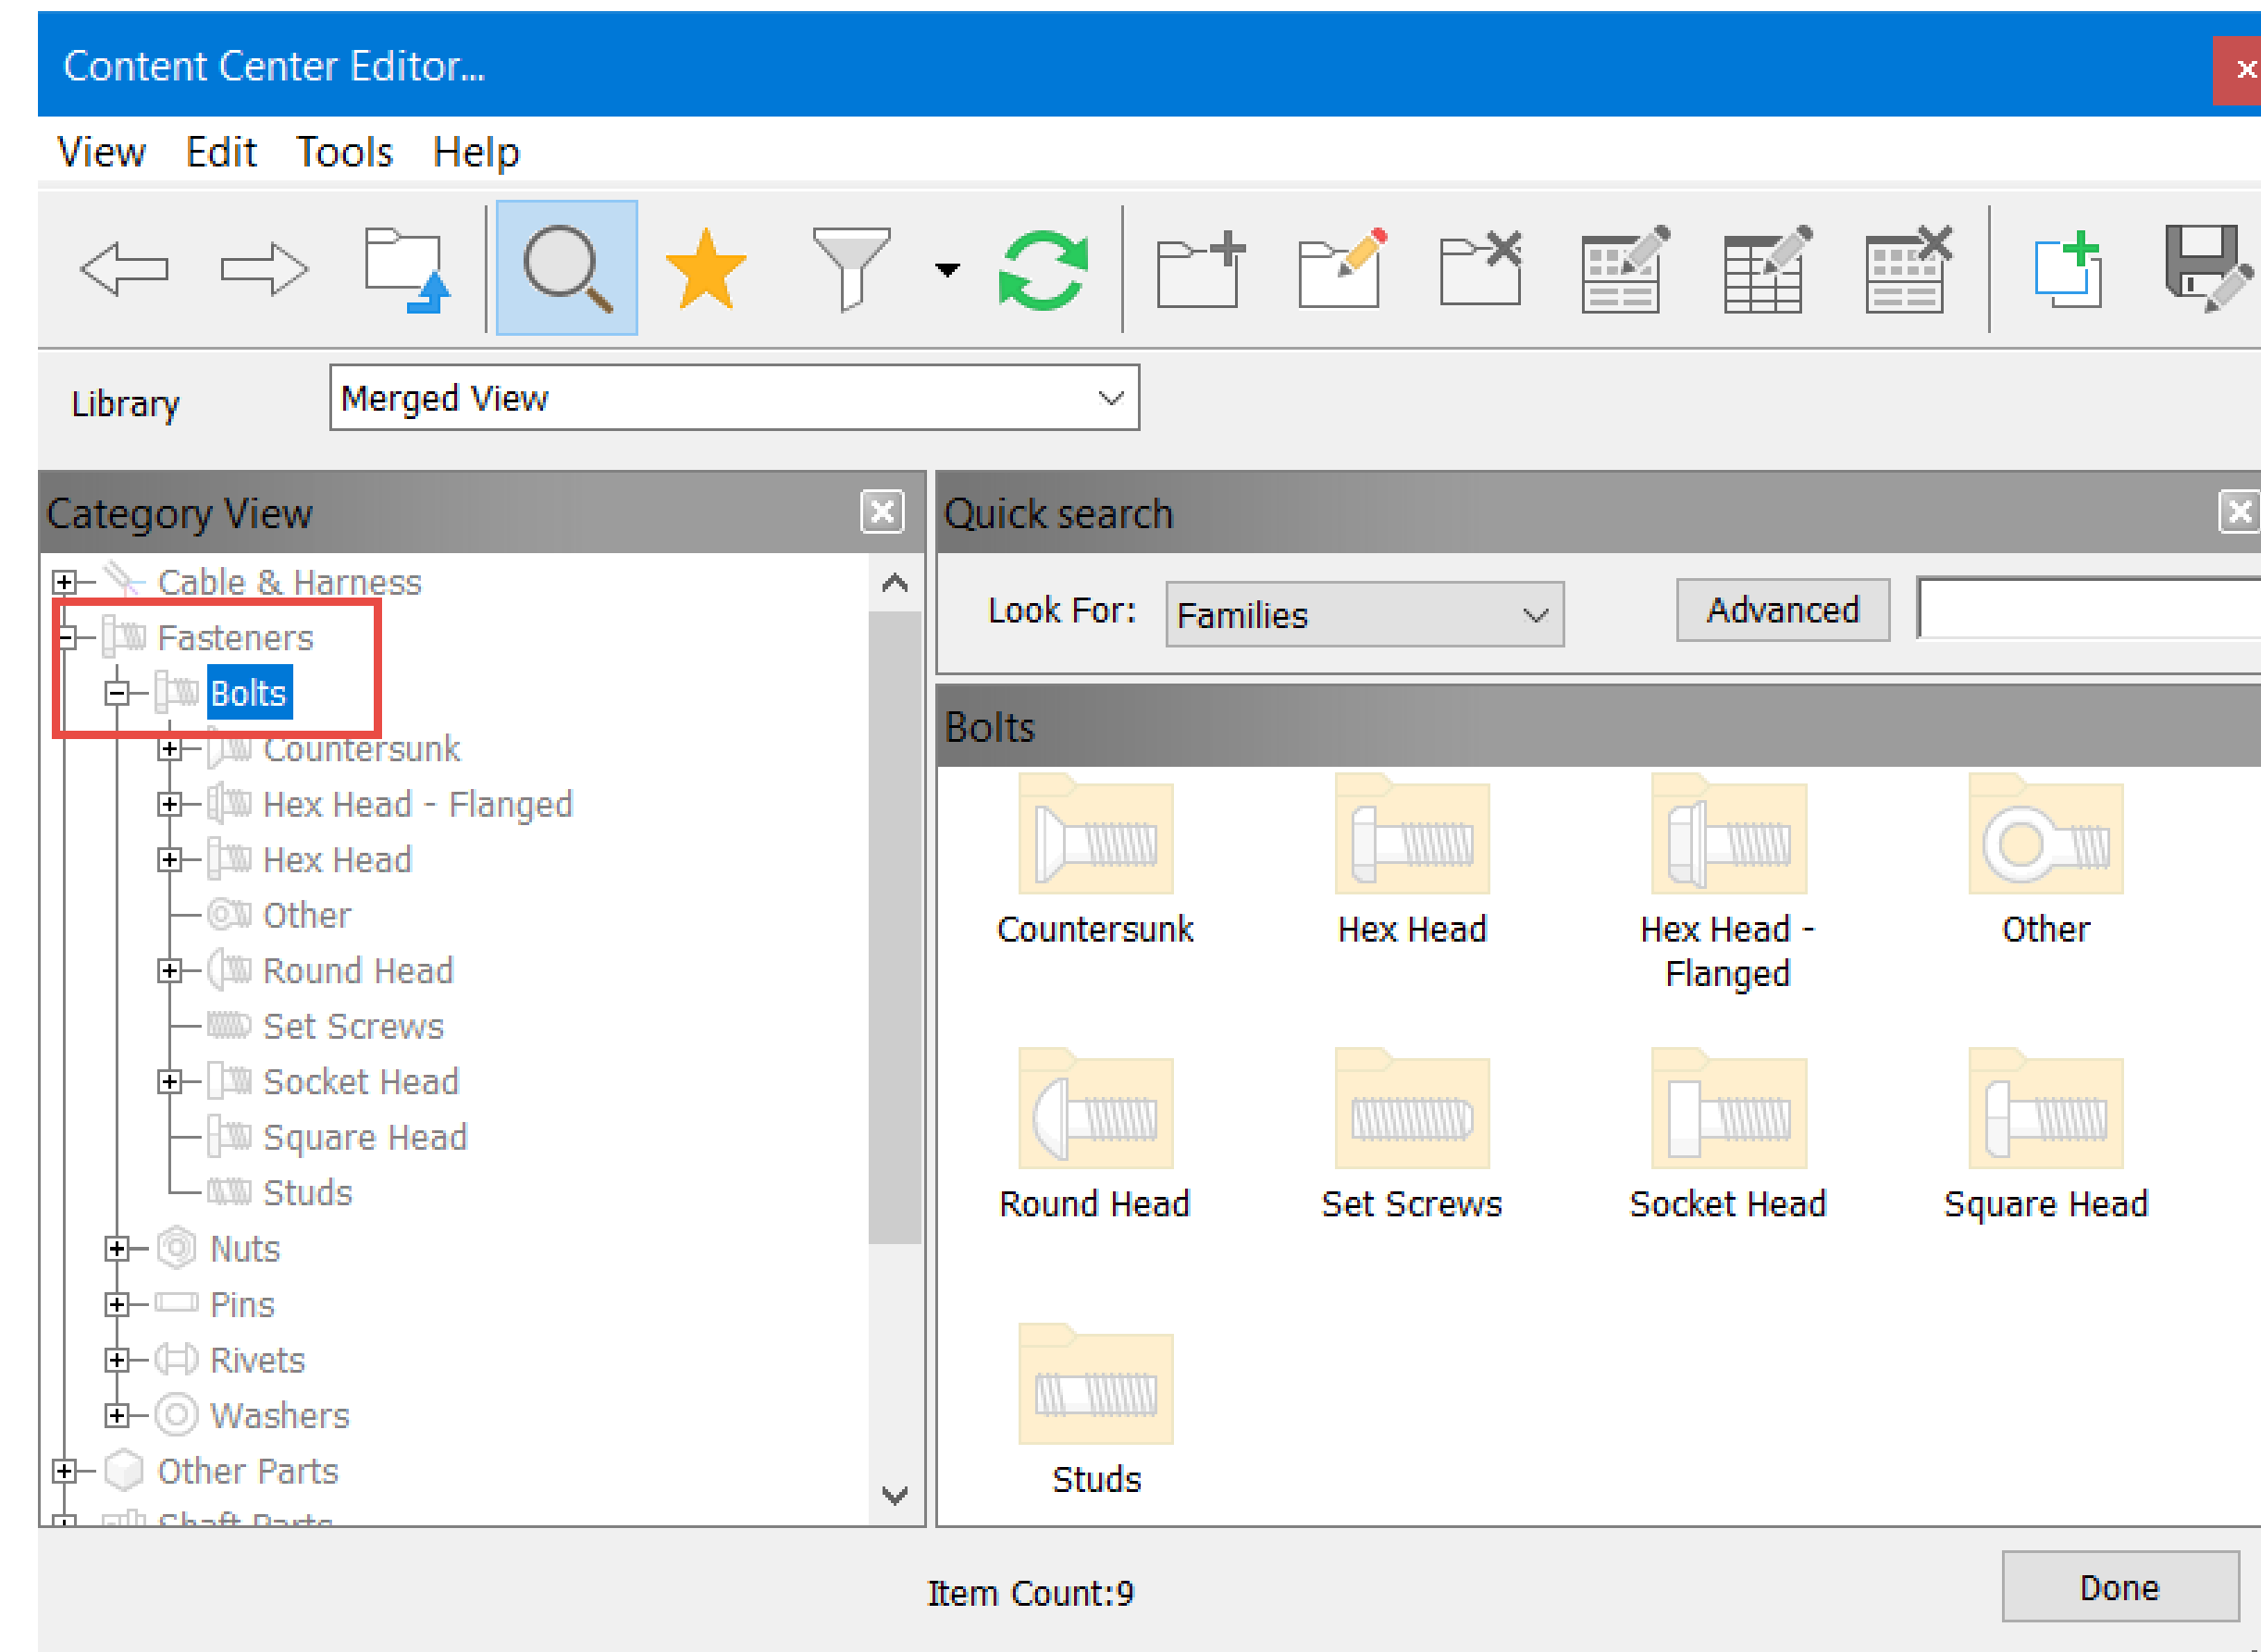 Content Center Editor...
View Edit Tools Help
Library Merged View
Category View
Cable & Harness
Fasteners
Bolts
Countersunk
Hex Head - Flanged
Hex Head
Other
Round Head
Set Screws
Socket Head
Square Head
Studs
Nuts
Pins
Rivets
Washers
Other Parts
Shaft Parts
Quick search
Look For: Families Advanced
Bolts
Countersunk
Hex Head
Hex Head -
Flanged
Other
Round Head
Set Screws
Socket Head
Square Head
Studs
Item Count:9
Done